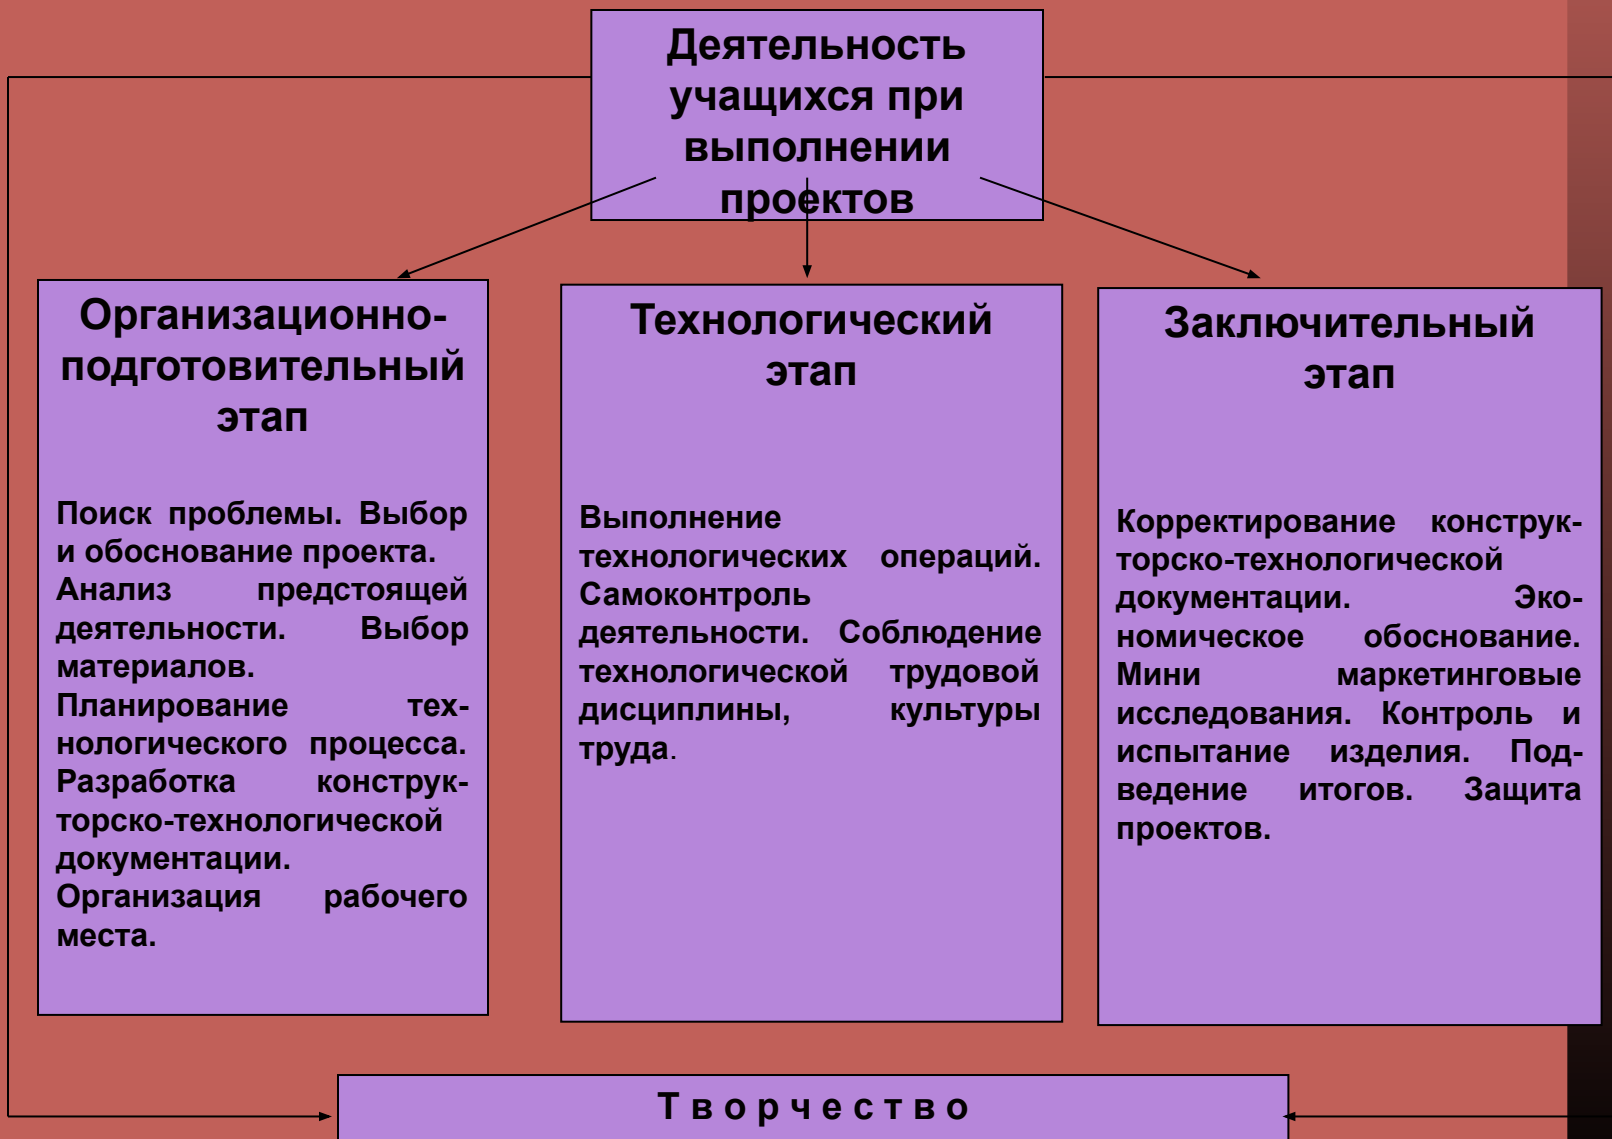 Деятельность
учащихся при
выполнении
проектов
Организационно-
подготовительный
этап
Поиск проблемы. Выбор
и обоснование проекта.
Анализ предстоящей
деятельности. Выбор
материалов.
Планирование тех-
нологического процесса.
Разработка конструк-
торско-технологической
документации.
Организация рабочего
места.
Технологический
этап
Выполнение
технологических операций.
Самоконтроль
деятельности. Соблюдение
технологической трудовой
дисциплины, культуры
труда.
Заключительный
этап
Корректирование конструк-
торско-технологической
документации. Эко-
номическое обоснование.
Мини маркетинговые
исследования. Контроль и
испытание изделия. Под-
ведение итогов. Защита
проектов.
Т в о р ч е с т в о